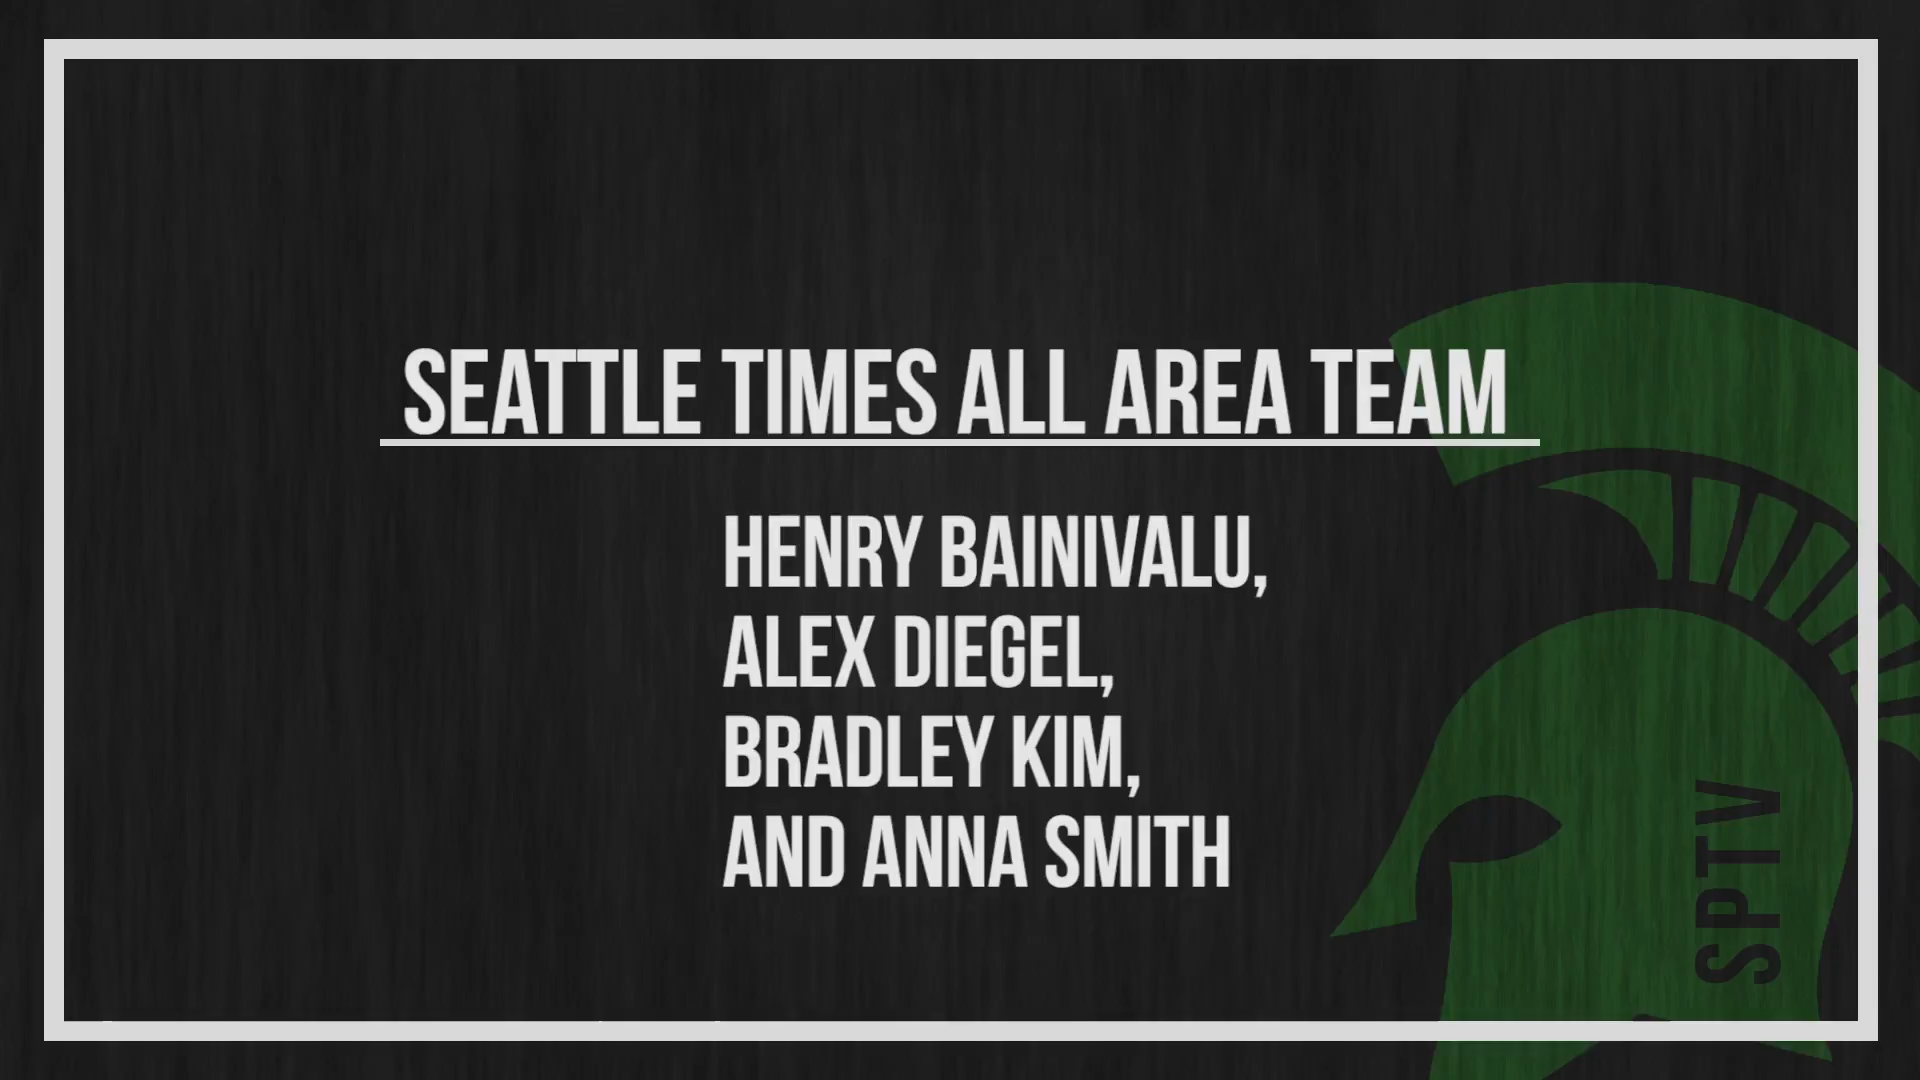 SEATTLE TIMES ALL AREA TEAM
HENRY BAINIVALU,
ALEX DIEGEL,
BRADLEY KIM,
AND ANNA SMITH
SPTV